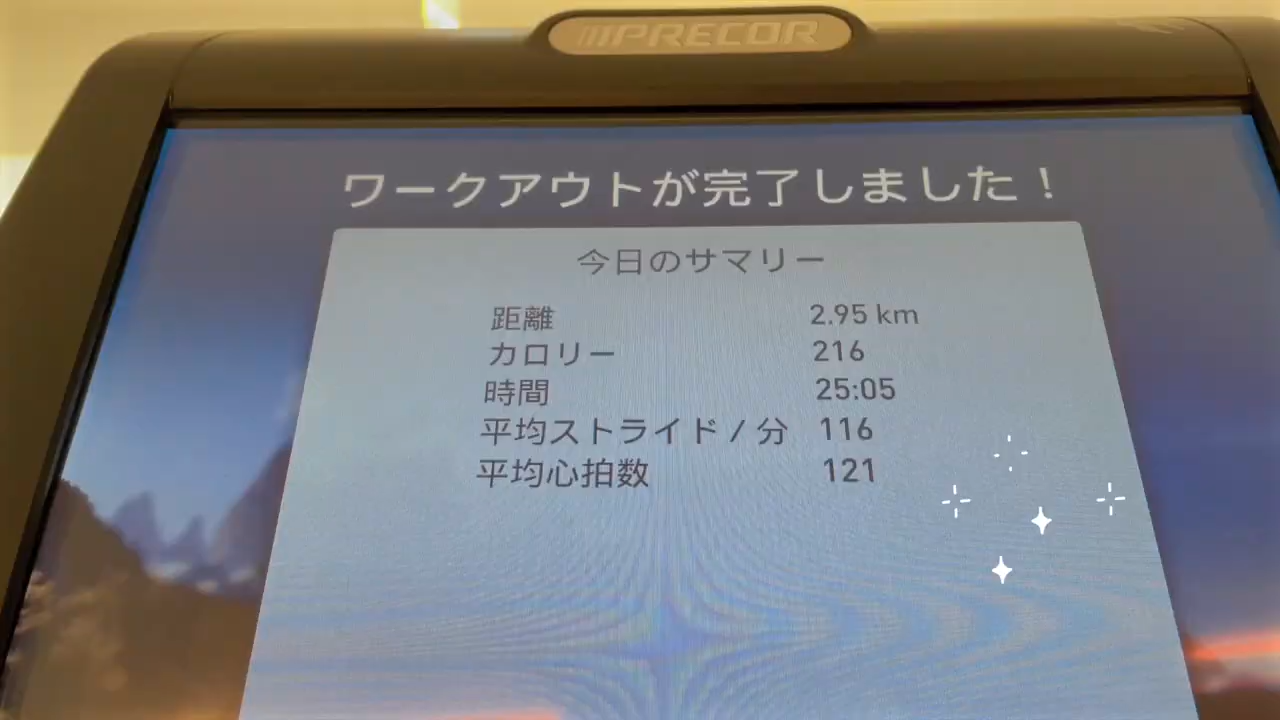 PRECOR
ワークアウトが完了しました！
今日のサマリー
距離 2.95 km
カロリー 216
時間 25:05
平均ストライド / 分 116
平均心拍数 121